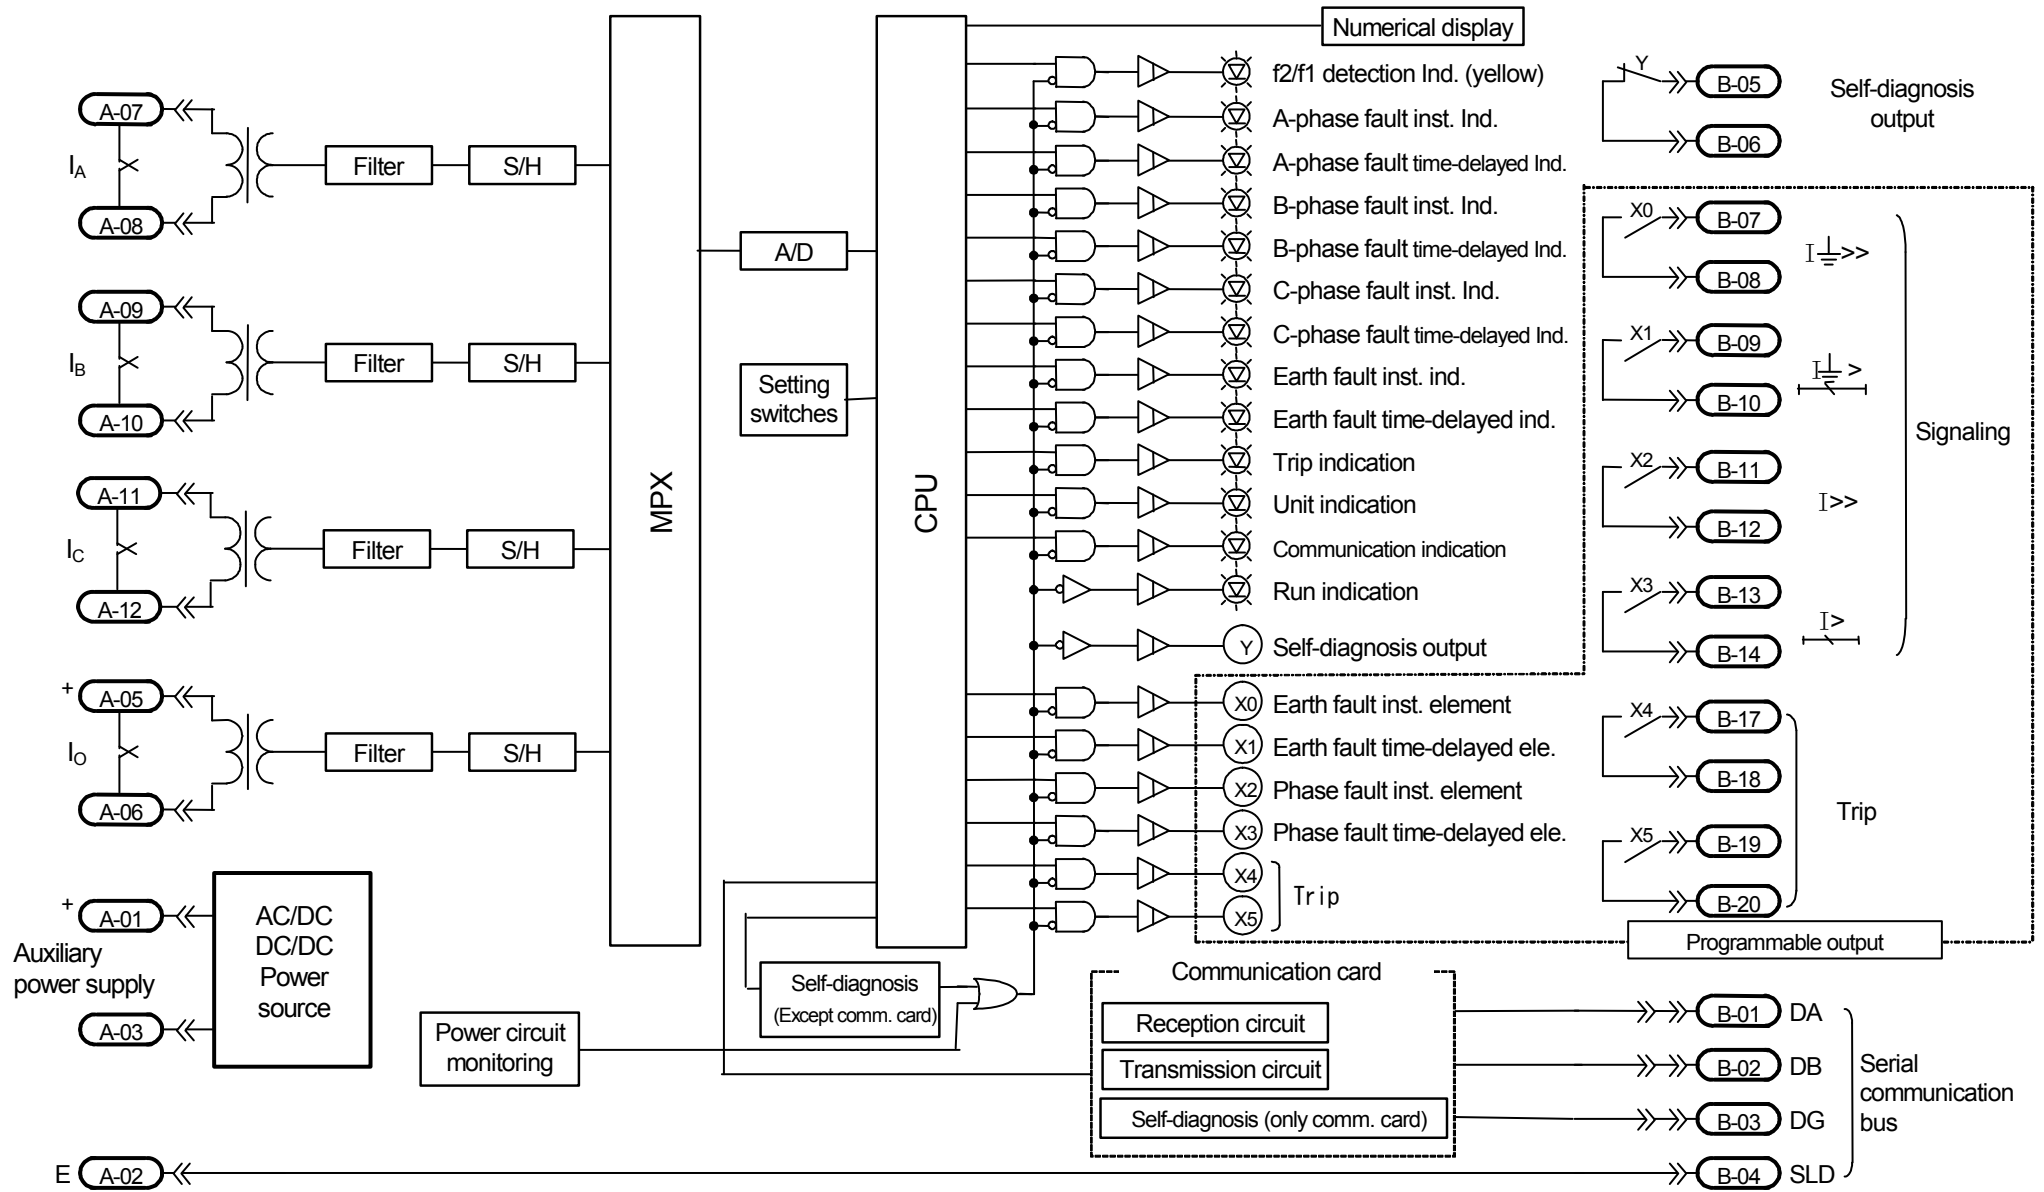 Numerical display
f2/f1 detection Ind. (yellow)
A-phase fault inst. Ind.
A-phase fault time-delayed Ind.
B-phase fault inst. Ind.
B-phase fault time-delayed Ind.
C-phase fault inst. Ind.
C-phase fault time-delayed Ind.
Earth fault inst. ind.
Earth fault time-delayed ind.
Trip indication
Unit indication
Communication indication
Run indication
Y
Self-diagnosis output
X0
Earth fault inst. element
X1
Earth fault time-delayed ele.
X2
Phase fault inst. element
X3
Phase fault time-delayed ele.
X4
X5
Trip
A-07
IA
A-08
Filter
S/H
A-09
IB
A-10
Filter
S/H
A-11
IC
A-12
Filter
S/H
+
A-05
IO
A-06
Filter
S/H
MPX
A/D
Setting
switches
CPU
+
A-01
Auxiliary
power supply
A-03
AC/DC
DC/DC
Power
source
Power circuit
monitoring
Self-diagnosis
(Except comm. card)
Communication card
Reception circuit
Transmission circuit
Self-diagnosis (only comm. card)
E
A-02
Y
B-05
B-06
Self-diagnosis
output
X0
B-07
B-08
I>>
X1
B-09
B-10
I>
X2
B-11
B-12
I>>
X3
B-13
B-14
I>
Signaling
X4
B-17
B-18
X5
B-19
B-20
Trip
Programmable output
B-01
DA
B-02
DB
B-03
DG
B-04
SLD
Serial
communication
bus